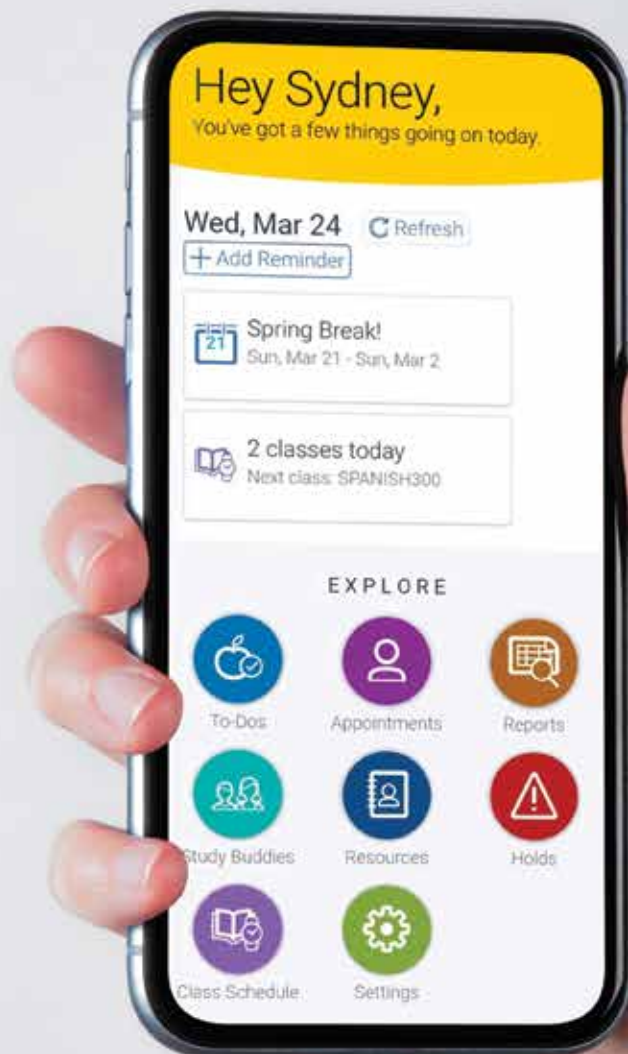 Hey Sydney,
You've got a few things going on today.
Wed, Mar 24 Refresh
+ Add Reminder
21
Spring Break!
Sun, Mar 21 - Sun, Mar 2
2 classes today
Next class: SPANISH300
EXPLORE
To-Dos Appointments Reports
Study Buddies Resources Holds
Class Schedule Settings